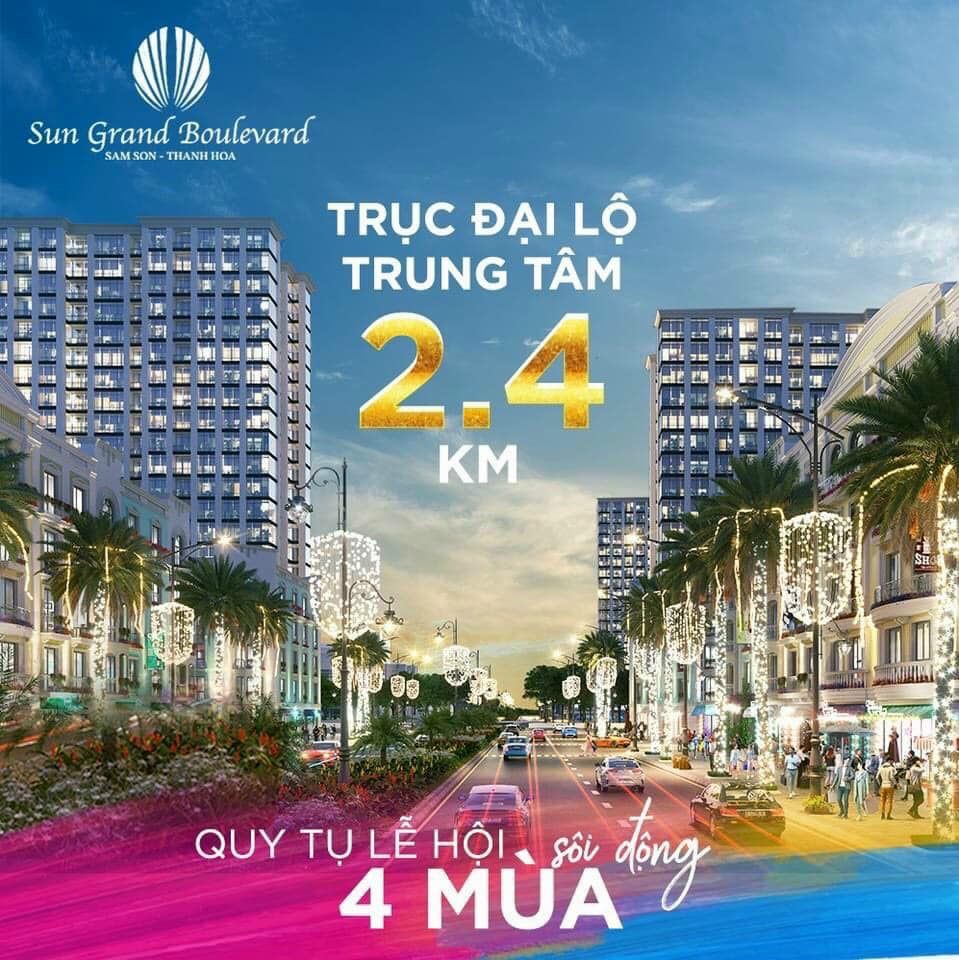 Sun Grand Boulevard
SAM SON - THANH HOA
TRỤC ĐẠI LỘ
TRUNG TÂM
2.4
KM
QUY TỤ LỄ HỘI sôi động
4 MÙA